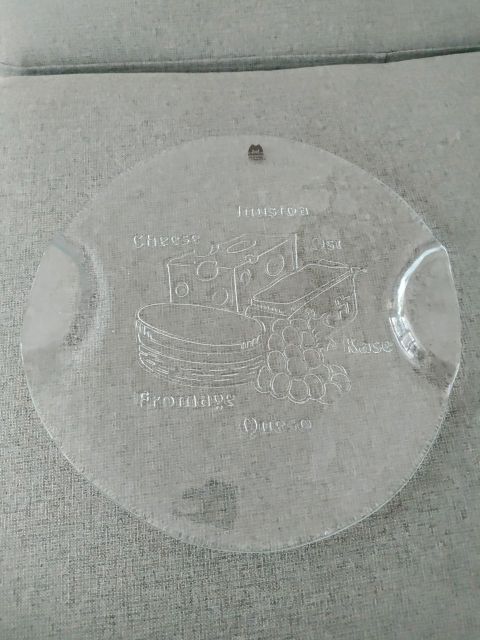 Juustoa
Cheese
Ost
Käse
Fromage
Queso